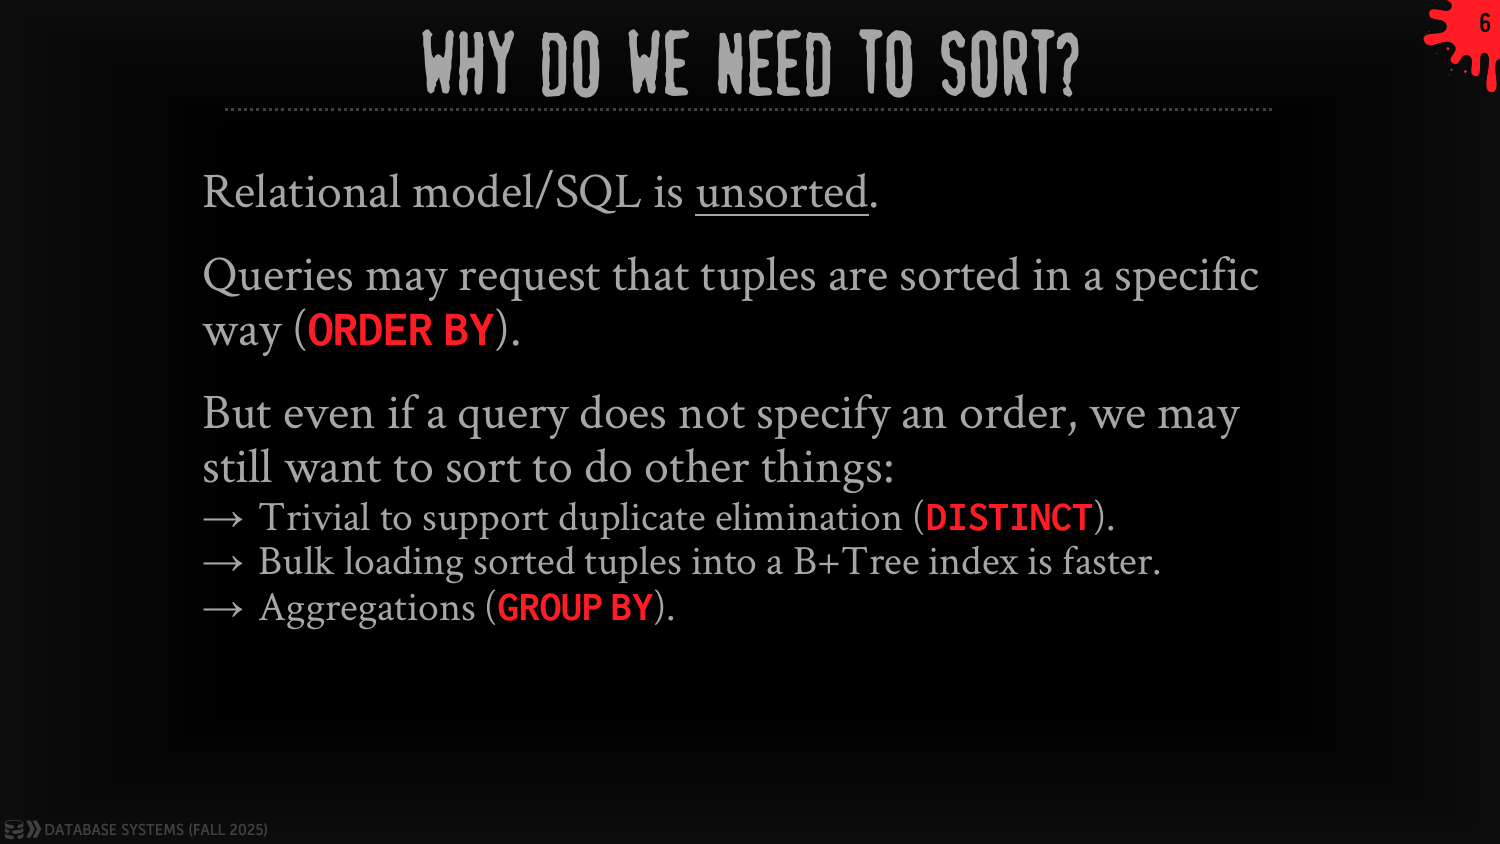 6
WHY DO WE NEED TO SORT?
Relational model/SQL is unsorted.
Queries may request that tuples are sorted in a specific
way (ORDER BY).
But even if a query does not specify an order, we may
still want to sort to do other things:
→ Trivial to support duplicate elimination (DISTINCT).
→ Bulk loading sorted tuples into a B+Tree index is faster.
→ Aggregations (GROUP BY).
DATABASE SYSTEMS (FALL 2025)